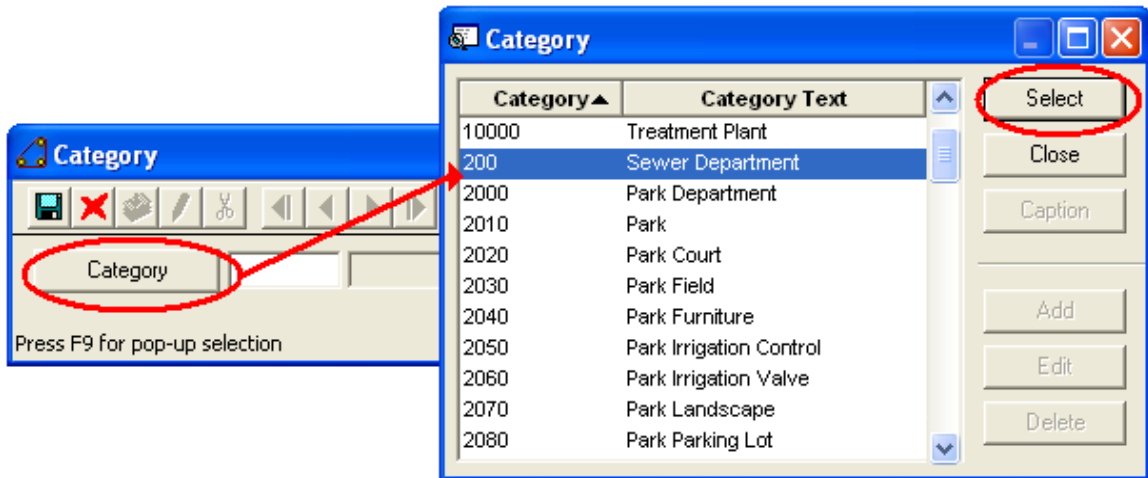 Category
Category
Press F9 for pop-up selection
Category
Category Category Text
10000 Treatment Plant
200 Sewer Department
2000 Park Department
2010 Park
2020 Park Court
2030 Park Field
2040 Park Furniture
2050 Park Irrigation Control
2060 Park Irrigation Valve
2070 Park Landscape
2080 Park Parking Lot
Select
Close
Caption
Add
Edit
Delete